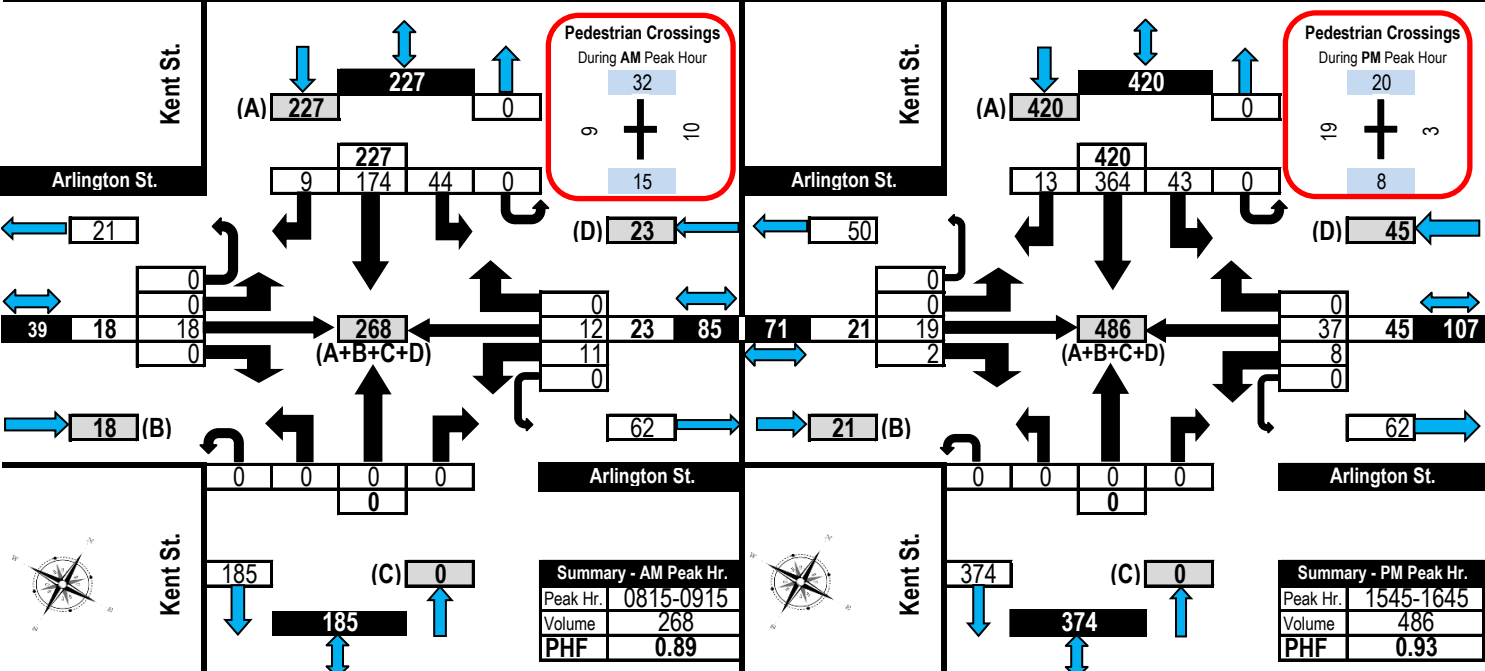 Kent St.
(A) 227
227
0
Pedestrian Crossings
During AM Peak Hour
32
9
10
15
227
9 174 44 0
Arlington St.
21
(D) 23
0
0
39 18 18
0
268
(A+B+C+D)
0
12 23 85
11
0
18 (B)
62
0 0 0 0
0
Arlington St.
Kent St.
185
(C) 0
185
Summary - AM Peak Hr.
Peak Hr. 0815-0915
Volume 268
PHF 0.89
Kent St.
(A) 420
420
0
Pedestrian Crossings
During PM Peak Hour
20
19
3
8
420
13 364 43 0
Arlington St.
50
(D) 45
0
0
71 21 19
2
486
(A+B+C+D)
0
37 45 107
8
0
21 (B)
62
0 0 0 0
0
Arlington St.
Kent St.
374
(C) 0
374
Summary - PM Peak Hr.
Peak Hr. 1545-1645
Volume 486
PHF 0.93